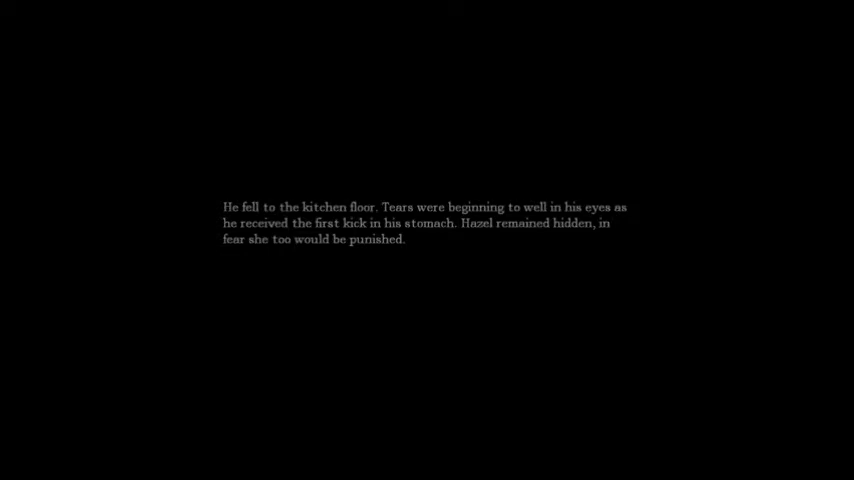 He fell to the kitchen floor. Tears were beginning to well in his eyes as
he received the first kick in his stomach. Hazel remained hidden, in
fear she too would be punished.